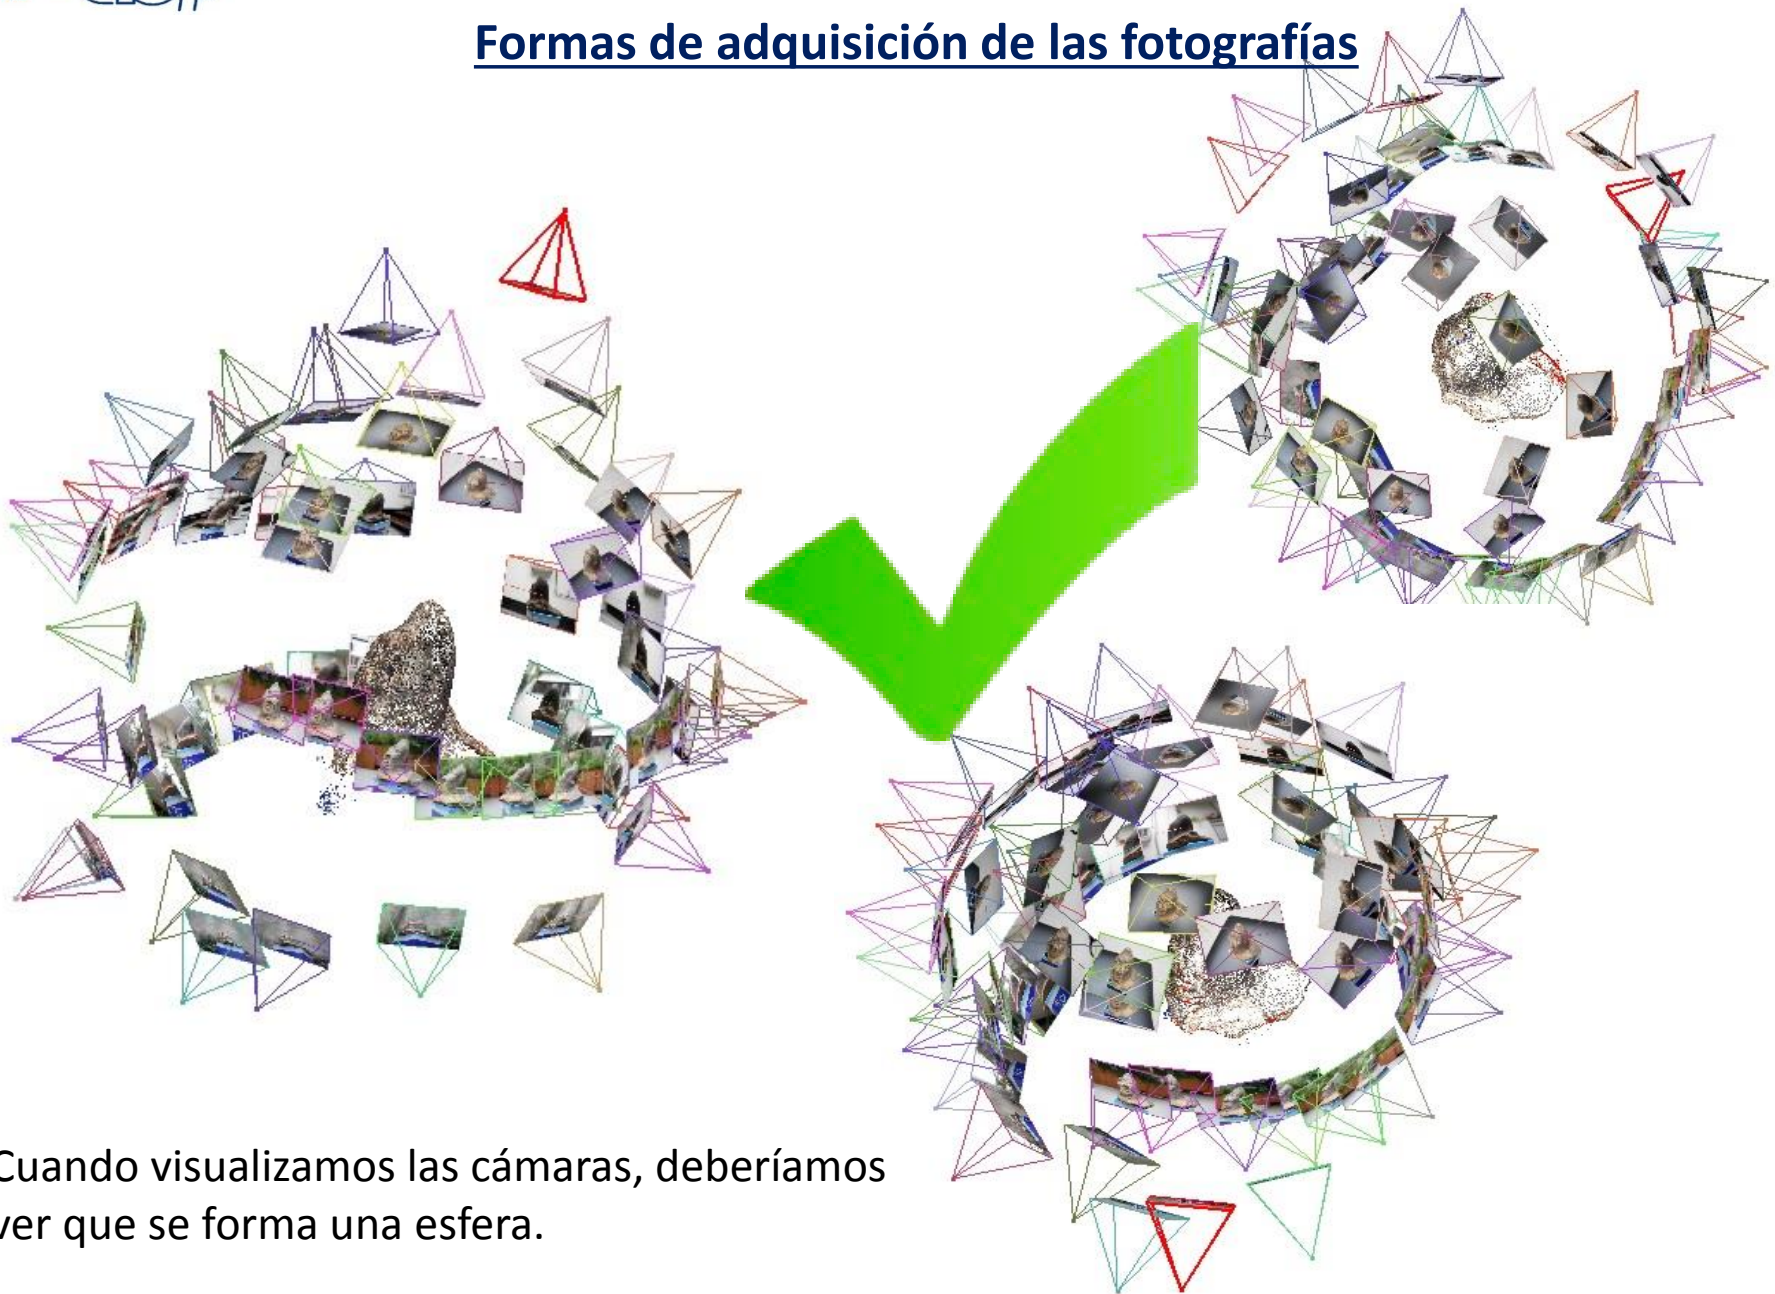 Formas de adquisición de las fotografías
Cuando visualizamos las cámaras, deberíamos
ver que se forma una esfera.